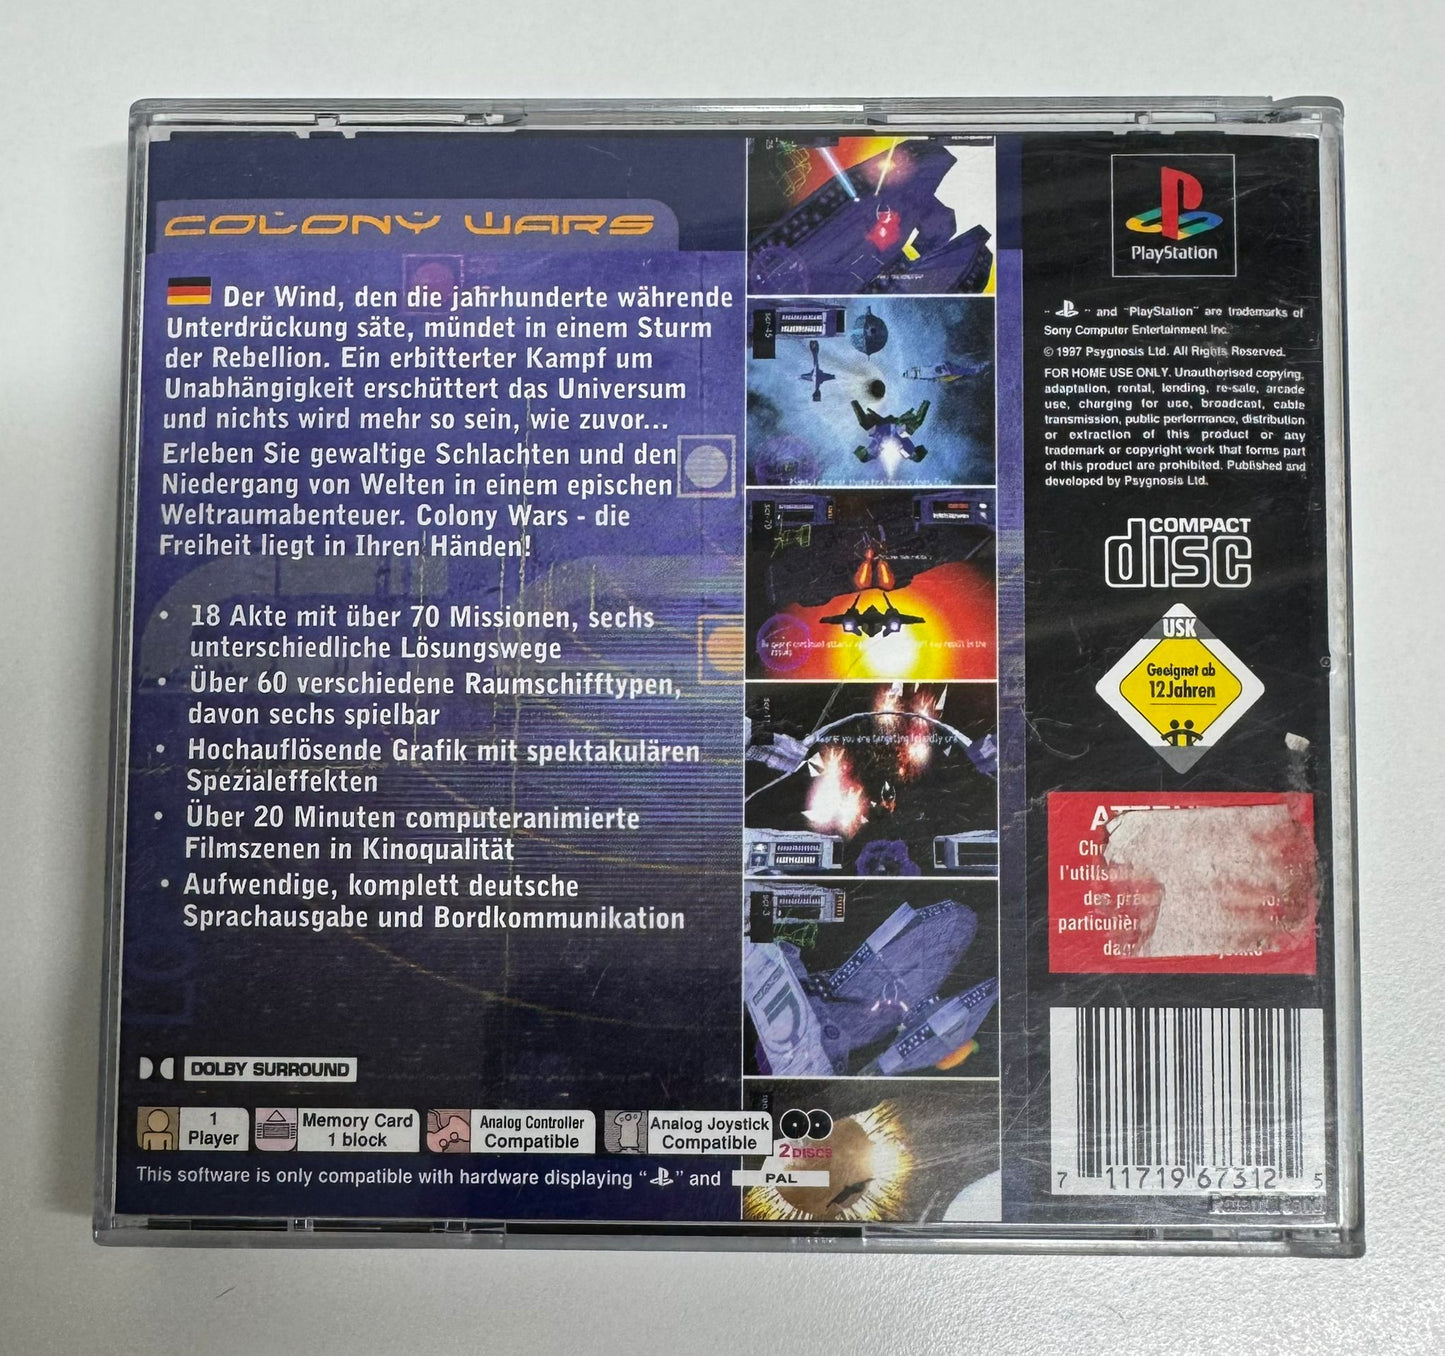 COLONY WARS
Der Wind, den die jahrhunderte währende
Unterdrückung säte, mündet in einem Sturm
der Rebellion. Ein erbitterter Kampf um
Unabhängigkeit erschüttert das Universum
und nichts wird mehr so sein, wie zuvor...
Erleben Sie gewaltige Schlachten und den
Niedergang von Welten in einem epischen
Weltraumabenteuer. Colony Wars - die
Freiheit liegt in Ihren Händen!
• 18 Akte mit über 70 Missionen, sechs
unterschiedliche Lösungswege
• Über 60 verschiedene Raumschifftypen,
davon sechs spielbar
• Hochauflösende Grafik mit spektakulären
Spezialeffekten
• Über 20 Minuten computeranimierte
Filmszenen in Kinoqualität
• Aufwendige, komplett deutsche
Sprachausgabe und Bordkommunikation
DOLBY SURROUND
1
Player
Memory Card
1 block
Analog Controller
Compatible
Analog Joystick
Compatible
2 DISCS
This software is only compatible with hardware displaying " " and PAL
PlayStation
" " and "PlayStation" are trademarks of
Sony Computer Entertainment Inc.
© 1997 Psygnosis Ltd. All Rights Reserved.
FOR HOME USE ONLY. Unauthorised copying,
adaptation, rental, lending, re-sale, arcade
use, charging for use, broadcast, cable
transmission, public performance, distribution
or extraction of this product or any
trademark or copyright work that forms part
of this product are prohibited. Published and
developed by Psygnosis Ltd.
COMPACT
disc
USK
Geeignet ab
12 Jahren
l'utilis
des pré
particulièr
7 11719 67312 5